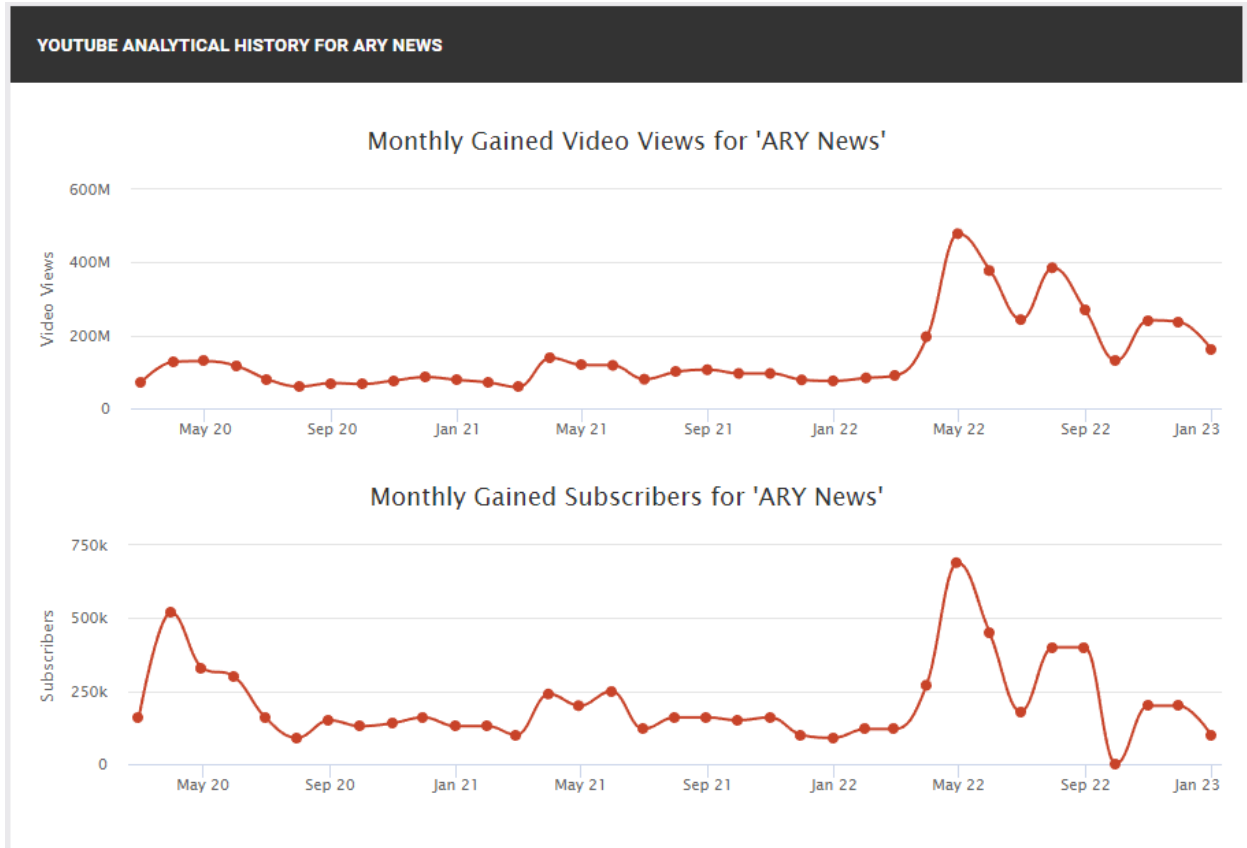 YOUTUBE ANALYTICAL HISTORY FOR ARY NEWS
Monthly Gained Video Views for 'ARY News'
600M
400M
200M
0
Video Views
May 20 Sep 20 Jan 21 May 21 Sep 21 Jan 22 May 22 Sep 22 Jan 23
Monthly Gained Subscribers for 'ARY News'
750k
500k
250k
0
Subscribers
May 20 Sep 20 Jan 21 May 21 Sep 21 Jan 22 May 22 Sep 22 Jan 23